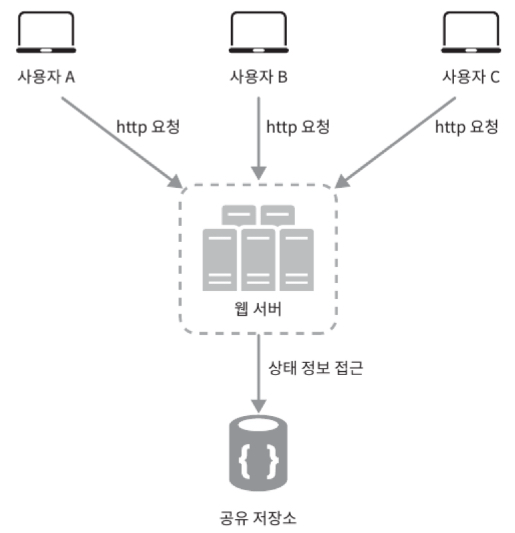 사용자 A
사용자 B
사용자 C
http 요청
http 요청
http 요청
웹 서버
상태 정보 접근
{ }
공유 저장소